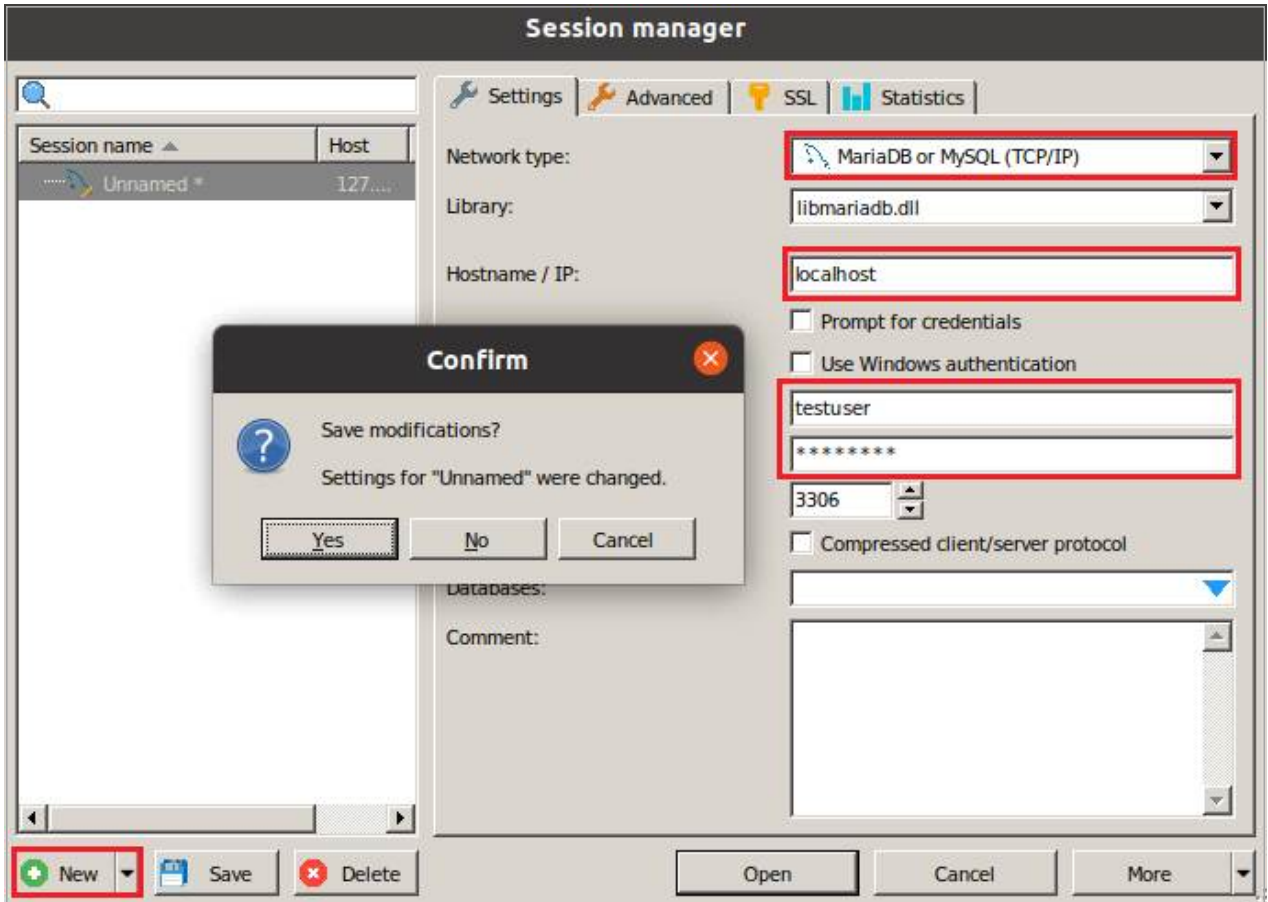 Session manager
Settings
Advanced
SSL
Statistics
Session name
Host
Unnamed *
127....
Network type:
MariaDB or MySQL (TCP/IP)
Library:
libmariadb.dll
Hostname / IP:
localhost
Prompt for credentials
Use Windows authentication
testuser
********
3306
Compressed client/server protocol
Databases:
Comment:
Confirm
Save modifications?
Settings for "Unnamed" were changed.
Yes
No
Cancel
New
Save
Delete
Open
Cancel
More